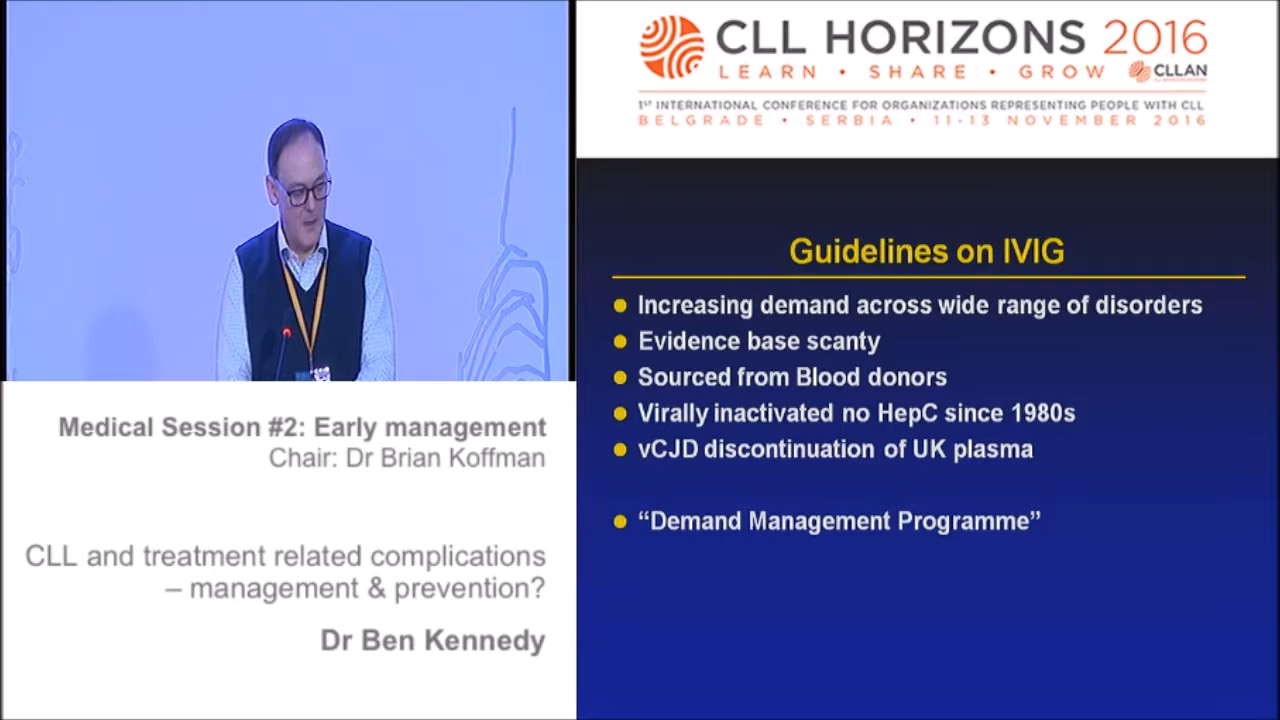 CLL HORIZONS 2016
LEARN • SHARE • GROW
CLLAN
1ST INTERNATIONAL CONFERENCE FOR ORGANIZATIONS REPRESENTING PEOPLE WITH CLL
BELGRADE • SERBIA • 11-13 NOVEMBER 2016
Guidelines on IVIG
● Increasing demand across wide range of disorders
● Evidence base scanty
● Sourced from Blood donors
● Virally inactivated no HepC since 1980s
● vCJD discontinuation of UK plasma
● “Demand Management Programme”
Medical Session #2: Early management
Chair: Dr Brian Koffman
CLL and treatment related complications
– management & prevention?
Dr Ben Kennedy